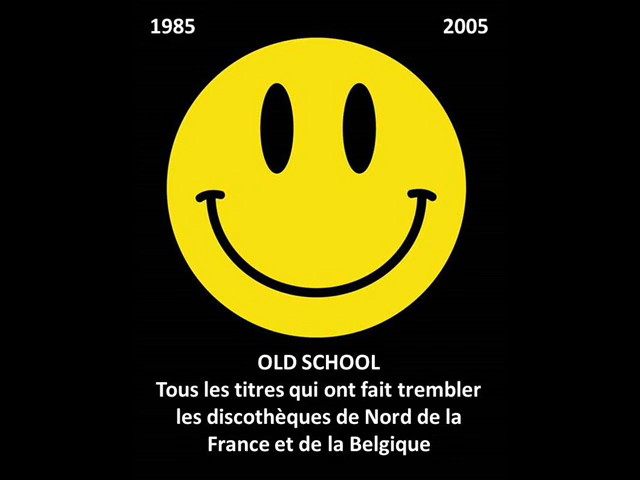 1985 2005
OLD SCHOOL
Tous les titres qui ont fait trembler
les discothèques de Nord de la
France et de la Belgique